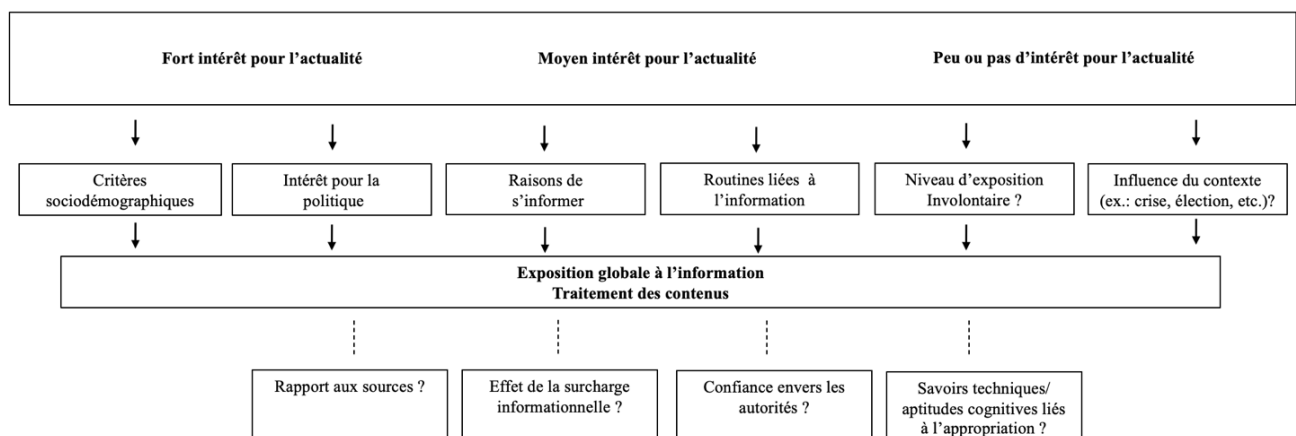 Fort intérêt pour l'actualité
Moyen intérêt pour l'actualité
Peu ou pas d'intérêt pour l'actualité
Critères
sociodémographiques
Intérêt pour la
politique
Raisons de
s'informer
Routines liées à
l'information
Niveau d'exposition
Involontaire ?
Influence du contexte
(ex.: crise, élection, etc.)?
Exposition globale à l'information
Traitement des contenus
Rapport aux sources ?
Effet de la surcharge
informationnelle ?
Confiance envers les
autorités ?
Savoirs techniques/
aptitudes cognitives liés
à l'appropriation ?